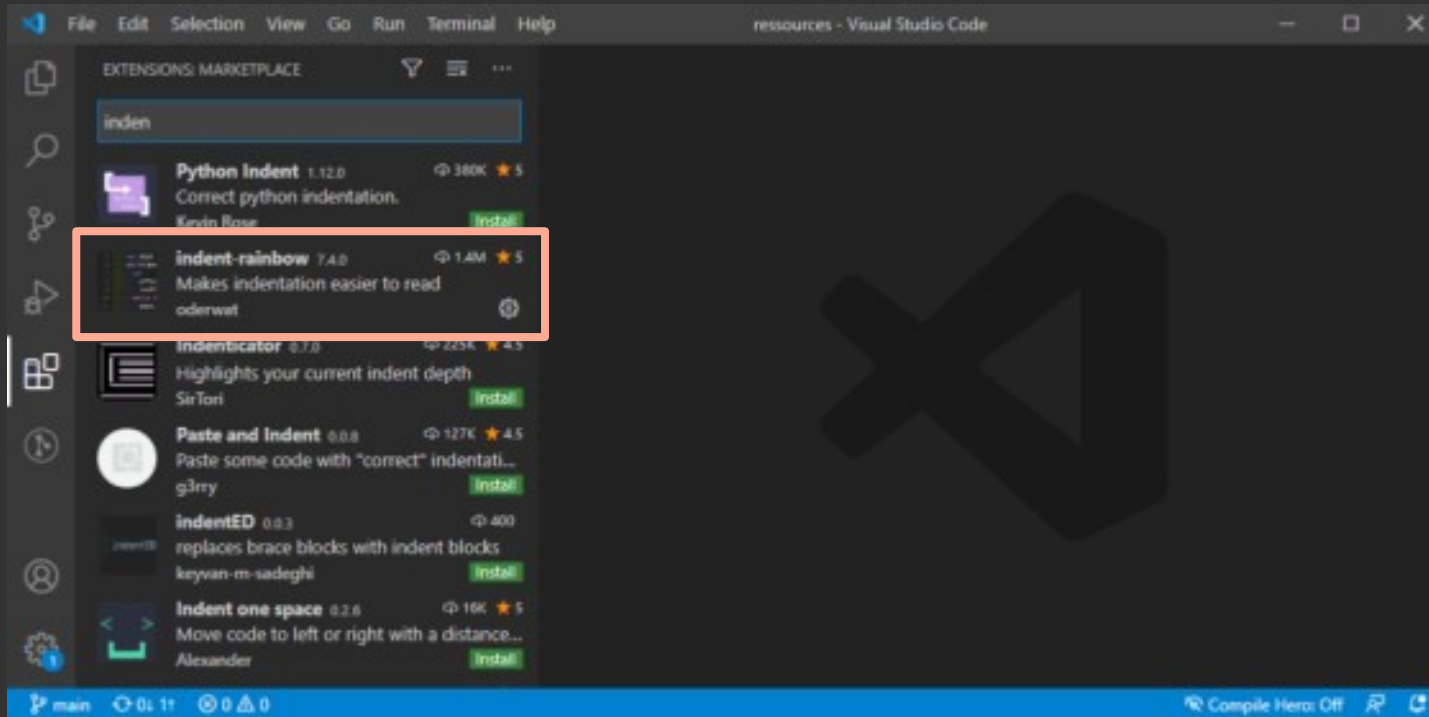 File Edit Selection View Go Run Terminal Help ressources - Visual Studio Code
EXTENSIONS: MARKETPLACE
inden
Python Indent 1.12.0 380K 5
Correct python indentation.
Kevin Rose Install
indent-rainbow 7.4.0 1.4M 5
Makes indentation easier to read
oderwat
Indenticator 0.7.0 225K 4.5
Highlights your current indent depth
SirTori Install
Paste and Indent 0.0.8 127K 4.5
Paste some code with "correct" indentati...
g3rry Install
indentED 0.0.3 400
replaces brace blocks with indent blocks
keyvan-m-sadeghi Install
Indent one space 0.2.6 16K 5
Move code to left or right with a distance...
Alexander Install
1
main 0↓ 1↑ 0 0 Compile Hero: Off